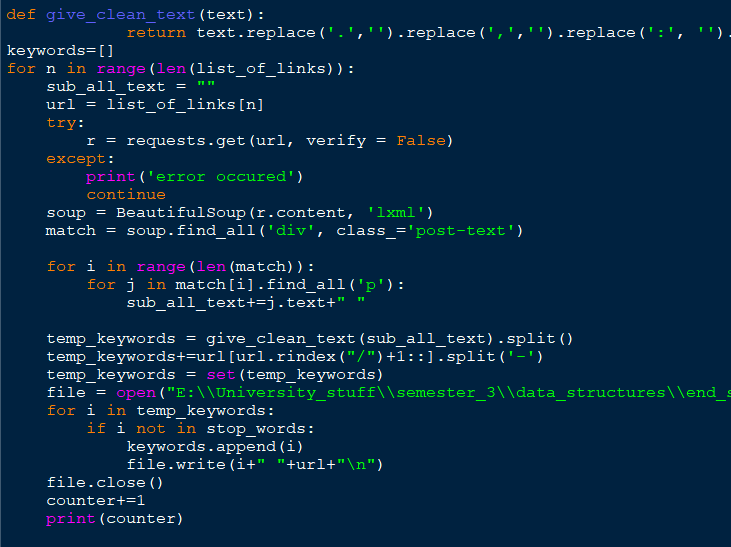 def give_clean_text(text):
            return text.replace('.','').replace(',','').replace(':', '').
keywords=[]
for n in range(len(list_of_links)):
    sub_all_text = ""
    url = list_of_links[n]
    try:
        r = requests.get(url, verify = False)
    except:
        print('error occured')
        continue
    soup = BeautifulSoup(r.content, 'lxml')
    match = soup.find_all('div', class_='post-text')

    for i in range(len(match)):
        for j in match[i].find_all('p'):
            sub_all_text+=j.text+" "

    temp_keywords = give_clean_text(sub_all_text).split()
    temp_keywords+=url[url.rindex("/")+1::].split('-')
    temp_keywords = set(temp_keywords)
    file = open("E:\\University_stuff\\semester_3\\data_structures\\end_s
    for i in temp_keywords:
        if i not in stop_words:
            keywords.append(i)
            file.write(i+" "+url+"\n")
    file.close()
    counter+=1
    print(counter)